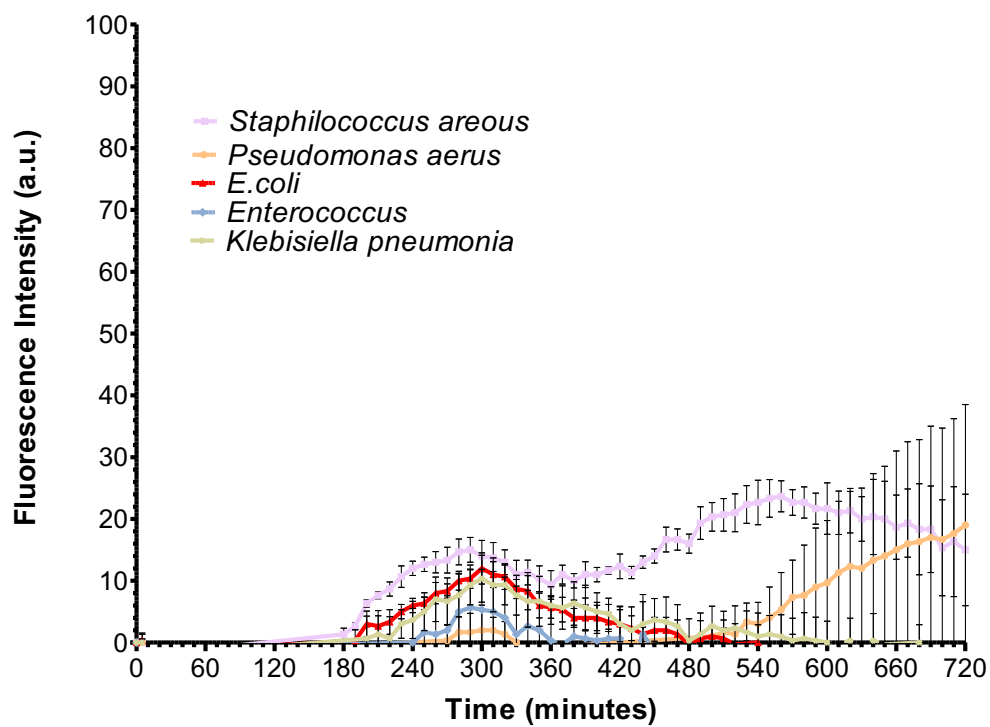 100
90
80
70
60
50
40
30
20
10
0
Fluorescence Intensity (a.u.)
Staphilococcus areous
Pseudomonas aerus
E.coli
Enterococcus
Klebisiella pneumonia
0 60 120 180 240 300 360 420 480 540 600 660 720
Time (minutes)